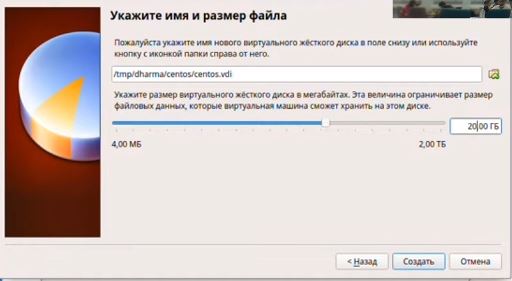 Укажите имя и размер файла
Пожалуйста укажите имя нового виртуального жёсткого диска в поле снизу или используйте
кнопку с иконкой папки справа от него.
/tmp/dharma/centos/centos.vdi
Укажите размер виртуального жёсткого диска в мегабайтах. Эта величина ограничивает размер
файловых данных, которые виртуальная машина сможет хранить на этом диске.
20,00 ГБ
4,00 МБ 2,00 ТБ
< Назад Создать Отмена